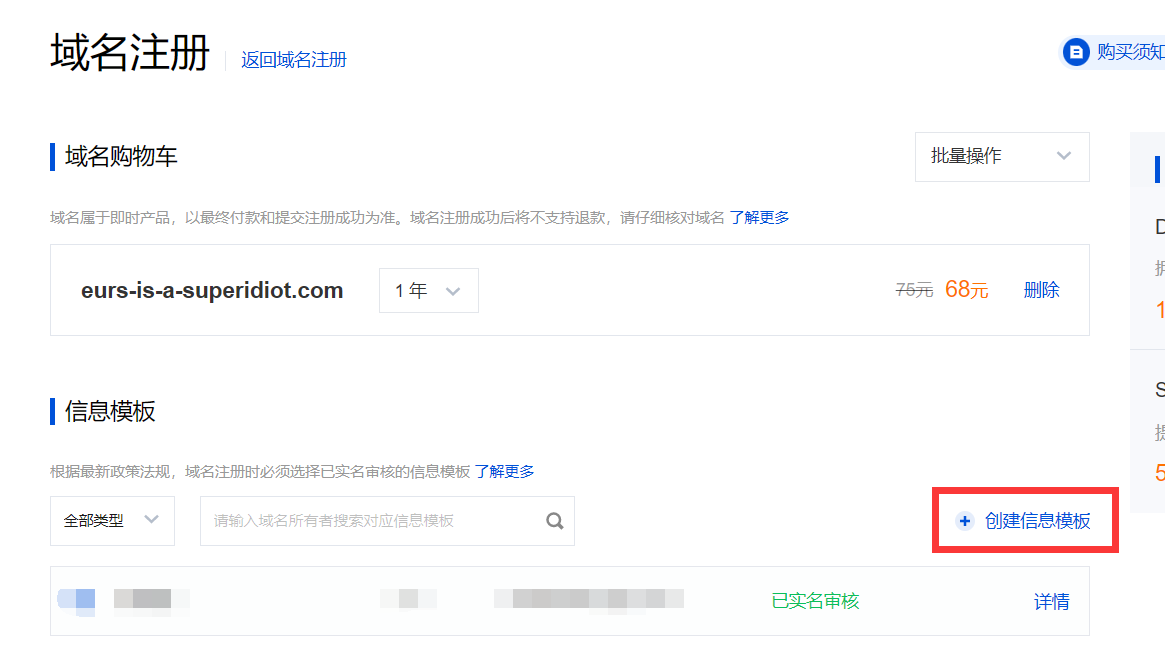 域名注册
返回域名注册
购买须知
域名购物车
批量操作
域名属于即时产品，以最终付款和提交注册成功为准。域名注册成功后将不支持退款，请仔细核对域名 了解更多
eurs-is-a-superidiot.com
1 年
75元 68元
删除
信息模板
根据最新政策法规，域名注册时必须选择已实名审核的信息模板 了解更多
全部类型
请输入域名所有者搜索对应信息模板
+ 创建信息模板
已实名审核
详情